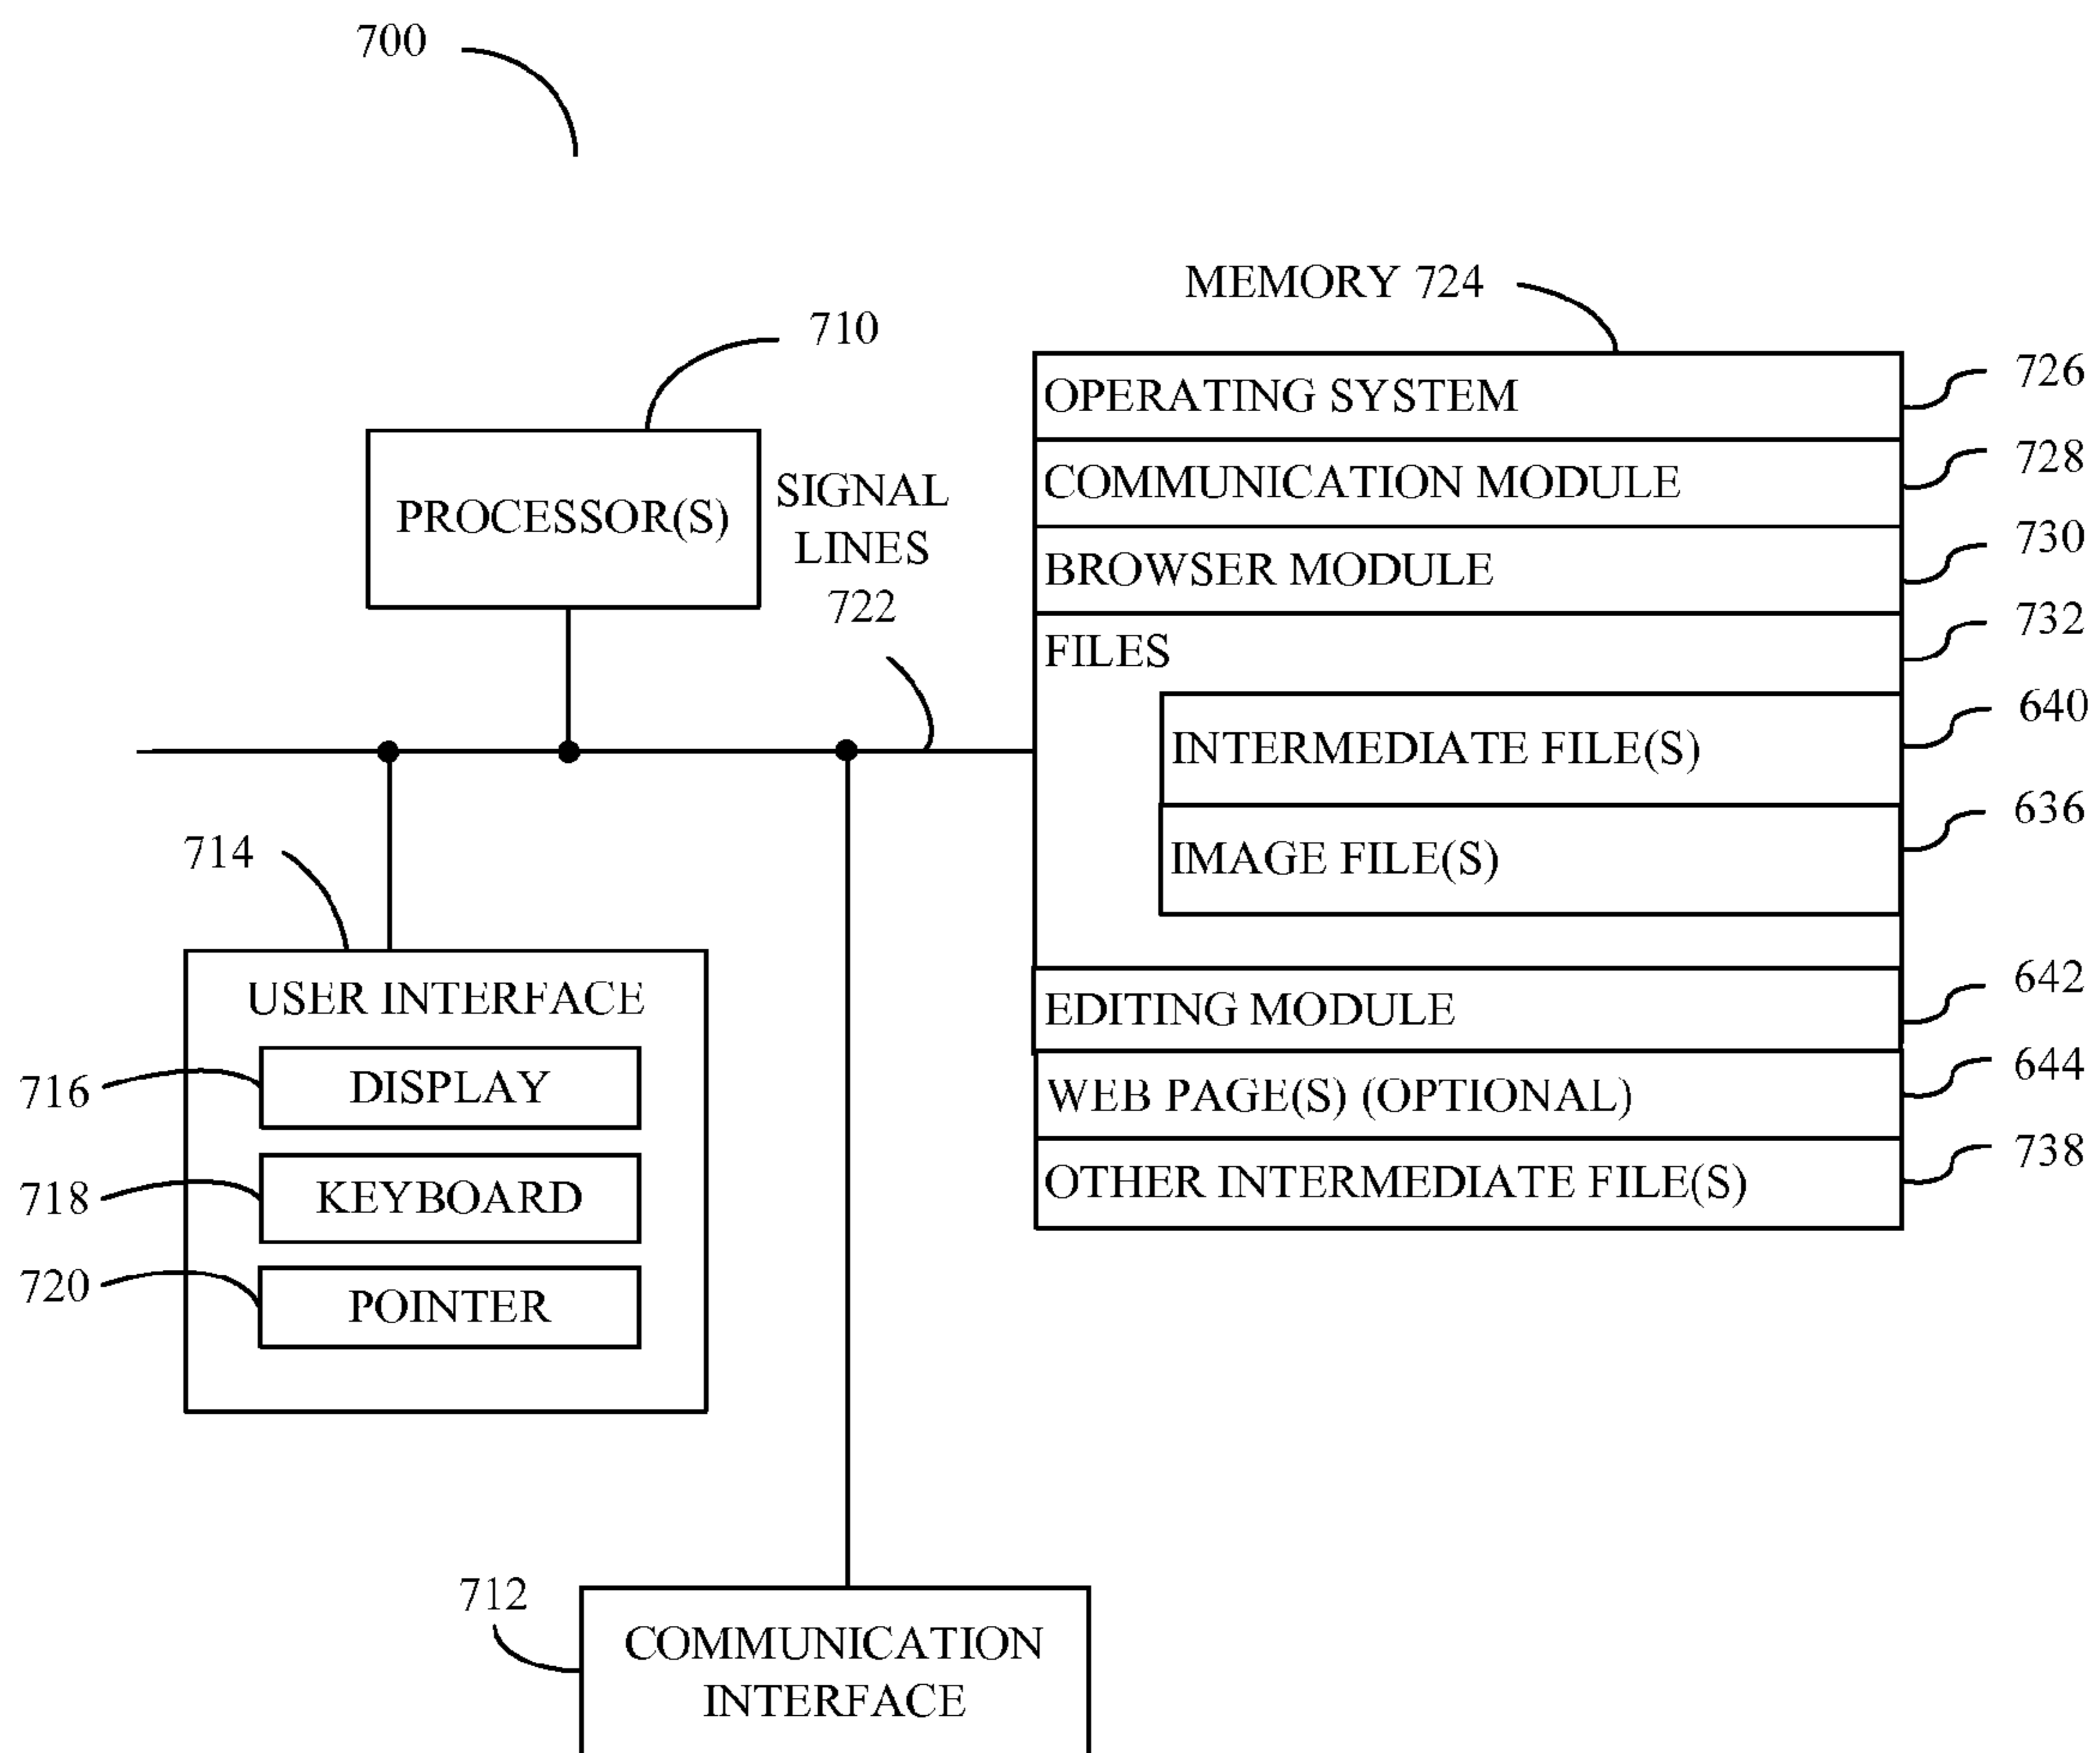 700
MEMORY 724
710
PROCESSOR(S)
SIGNAL
LINES
722
OPERATING SYSTEM
726
COMMUNICATION MODULE
728
BROWSER MODULE
730
FILES
732
INTERMEDIATE FILE(S)
640
IMAGE FILE(S)
636
EDITING MODULE
642
WEB PAGE(S) (OPTIONAL)
644
OTHER INTERMEDIATE FILE(S)
738
714
USER INTERFACE
716
DISPLAY
718
KEYBOARD
720
POINTER
712
COMMUNICATION
INTERFACE